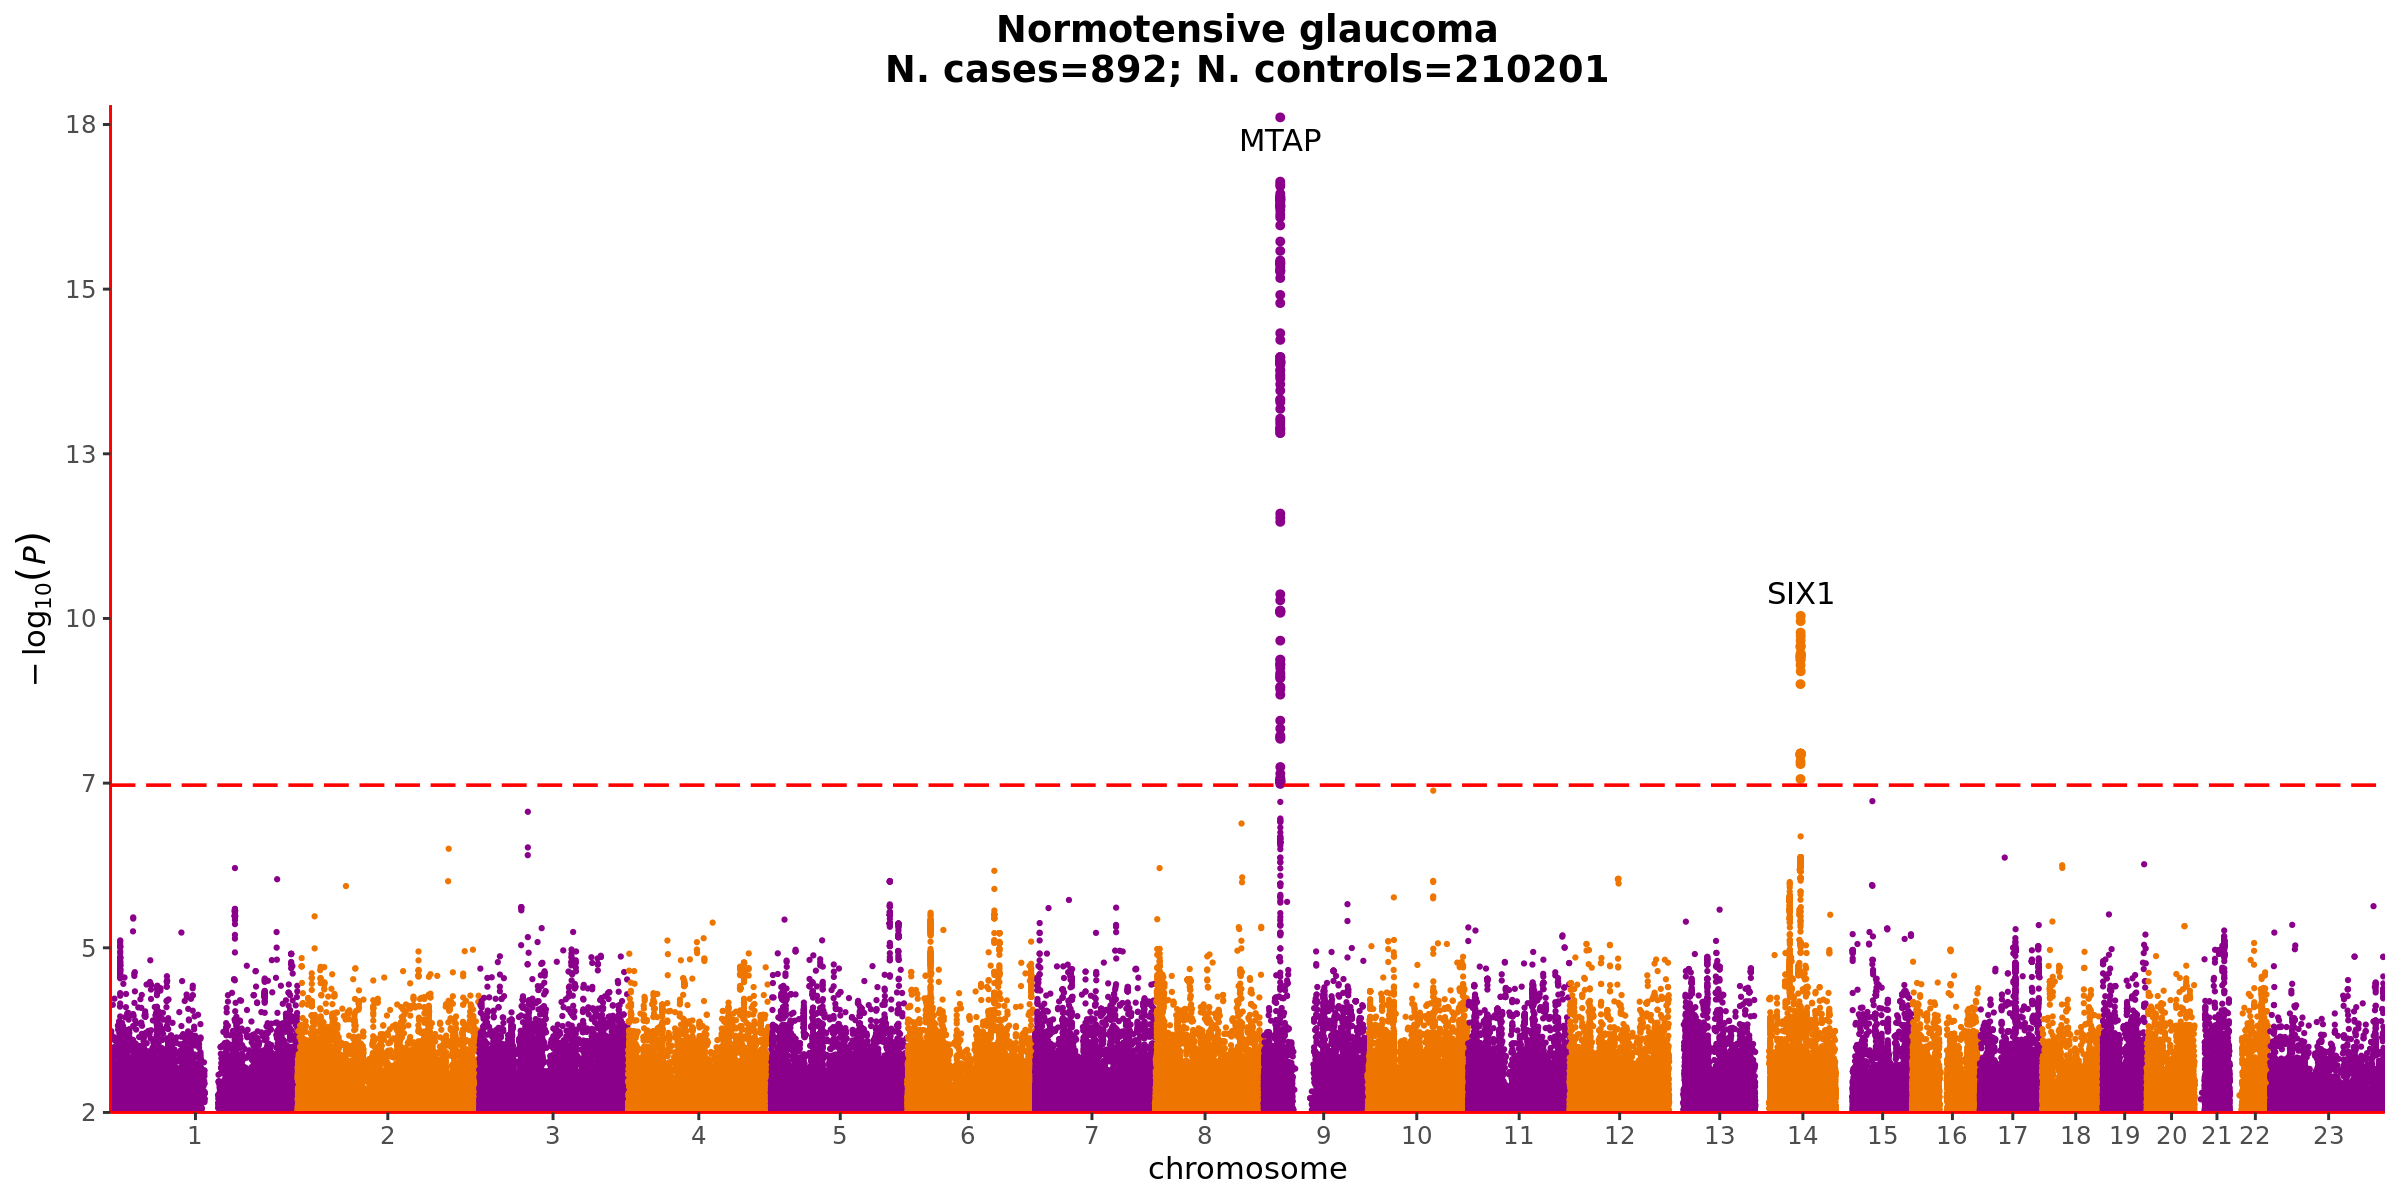 Normotensive glaucoma
N. cases=892; N. controls=210201
18
MTAP
15
13
SIX1
10
7
5
2
− log₁₀(P)
1 2 3 4 5 6 7 8 9 10 11 12 13 14 15 16 17 18 19 20 21 22 23
chromosome